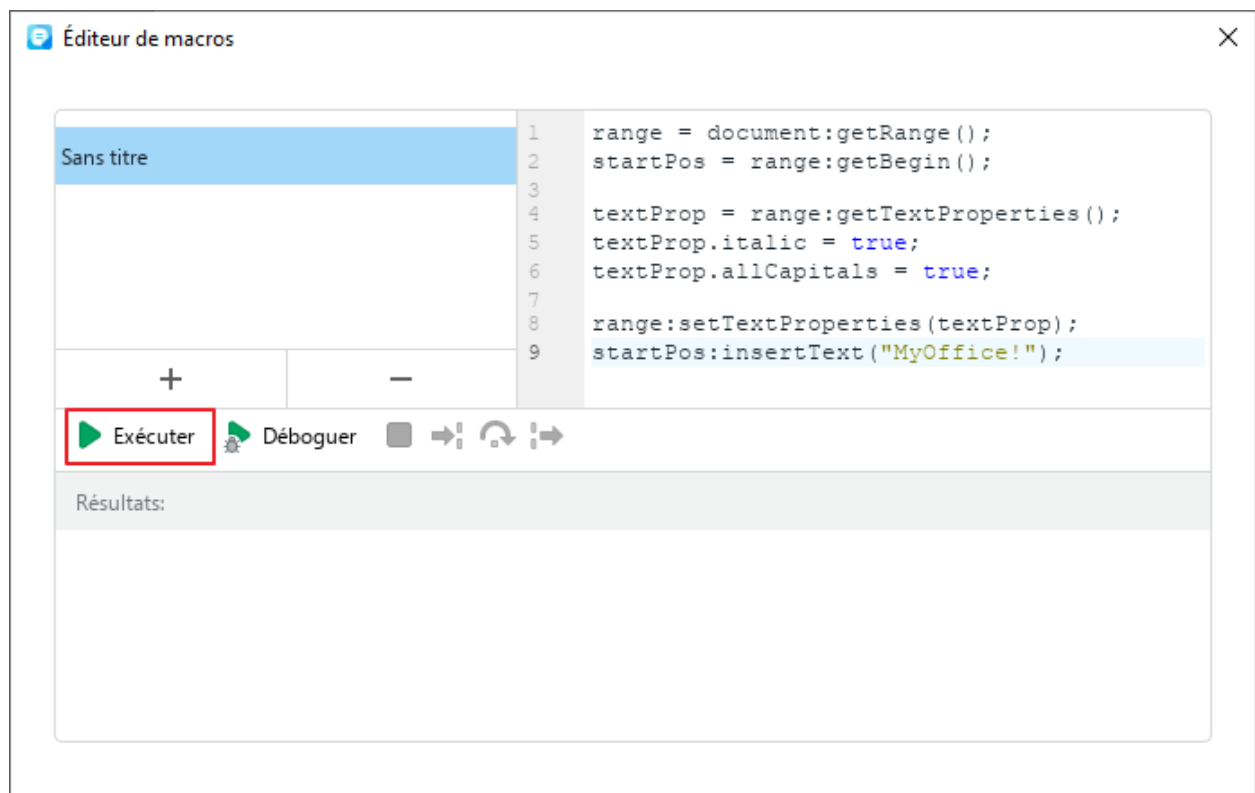 Éditeur de macros
Sans titre
1 range = document:getRange();
2 startPos = range:getBegin();
3
4 textProp = range:getTextProperties();
5 textProp.italic = true;
6 textProp.allCapitals = true;
7
8 range:setTextProperties(textProp);
9 startPos:insertText("MyOffice!");
Exécuter Déboguer
Résultats: